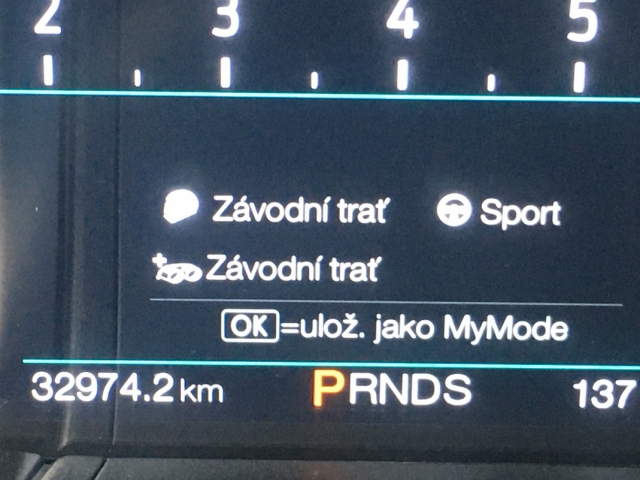 2 3 4 5
Závodní trať Sport
Závodní trať
OK=ulož. jako MyMode
32974.2 km PRNDS 137